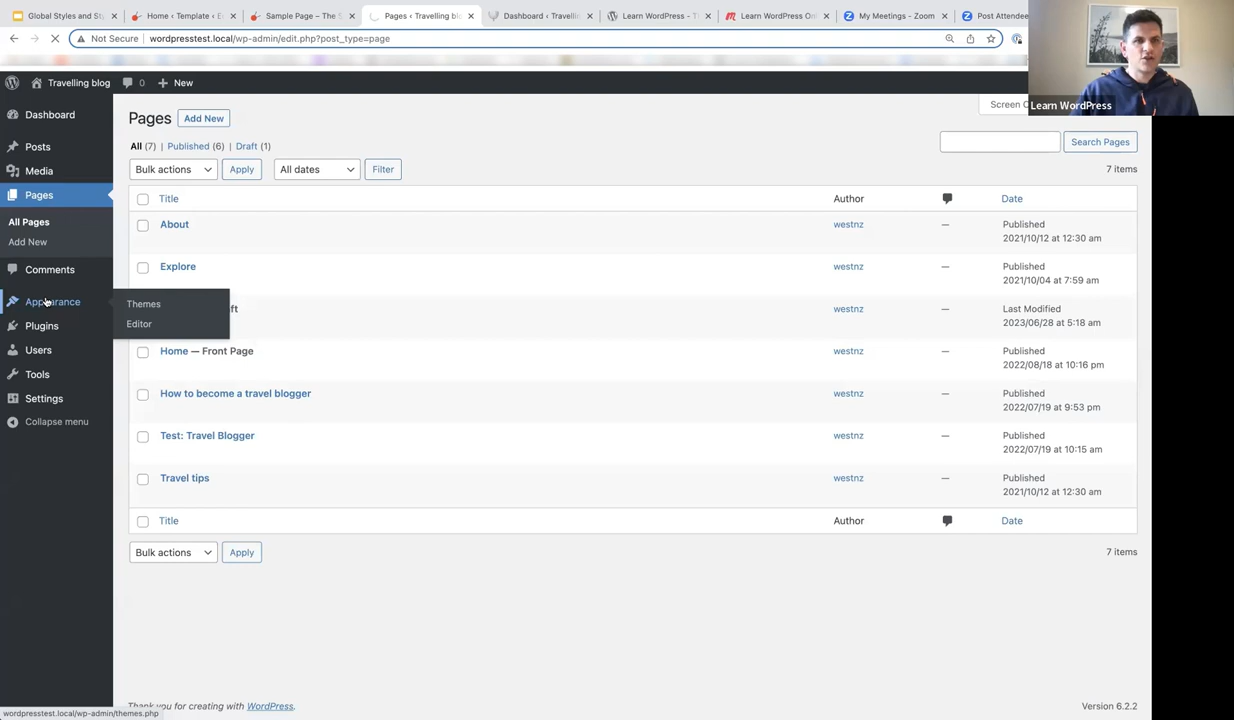 Global Styles and Sty
Home ‹ Template ‹ E
Sample Page – The S
Pages ‹ Travelling blo
Dashboard ‹ Travellin
Learn WordPress - T
Learn WordPress On
My Meetings - Zoom
Post Attendee
Not Secure wordpresstest.local/wp-admin/edit.php?post_type=page
Learn WordPress
Travelling blog 0 New
Dashboard
Posts
Media
Pages
All Pages
Add New
Comments
Appearance
Plugins
Users
Tools
Settings
Collapse menu
Themes
Editor
Pages Add New
Screen O
All (7) | Published (6) | Draft (1)
Search Pages
Bulk actions Apply All dates Filter
7 items
Title Author Date
About westnz — Published
2021/10/12 at 12:30 am
Explore westnz — Published
2021/10/04 at 7:59 am
ft westnz — Last Modified
2023/06/28 at 5:18 am
Home — Front Page westnz — Published
2022/08/18 at 10:16 pm
How to become a travel blogger westnz — Published
2022/07/19 at 9:53 pm
Test: Travel Blogger westnz — Published
2022/07/19 at 10:15 am
Travel tips westnz — Published
2021/10/12 at 12:30 am
Title Author Date
Bulk actions Apply
7 items
Thank you for creating with WordPress.
Version 6.2.2
wordpresstest.local/wp-admin/themes.php